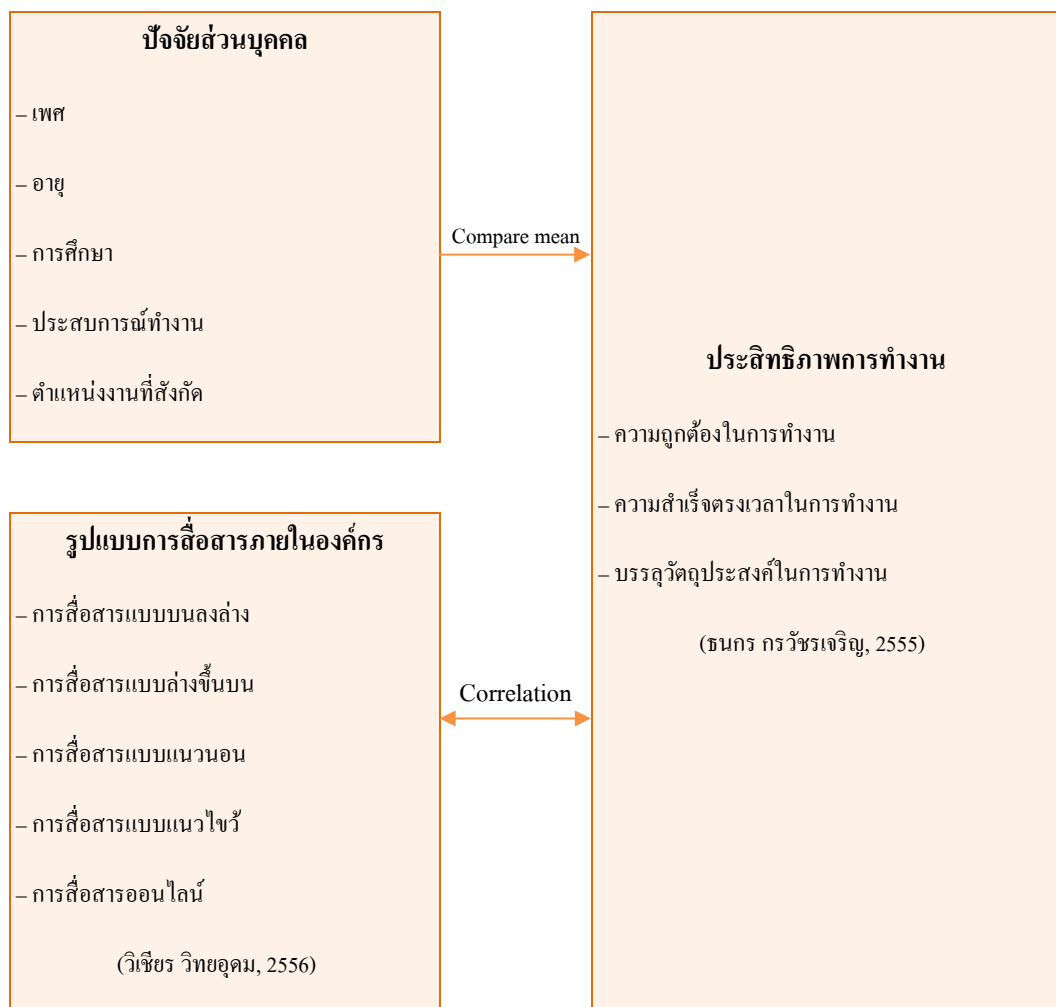 ปัจจัยส่วนบุคคล
– เพศ
– อายุ
– การศึกษา
– ประสบการณ์ทำงาน
– ตำแหน่งงานที่สังกัด
Compare mean
รูปแบบการสื่อสารภายในองค์กร
– การสื่อสารแบบบนลงล่าง
– การสื่อสารแบบล่างขึ้นบน
– การสื่อสารแบบแนวนอน
– การสื่อสารแบบแนวไขว้
– การสื่อสารออนไลน์
(วิเชียร วิทยอุดม, 2556)
Correlation
ประสิทธิภาพการทำงาน
– ความถูกต้องในการทำงาน
– ความสำเร็จตรงเวลาในการทำงาน
– บรรลุวัตถุประสงค์ในการทำงาน
(ธนกร กรวัชรเจริญ, 2555)